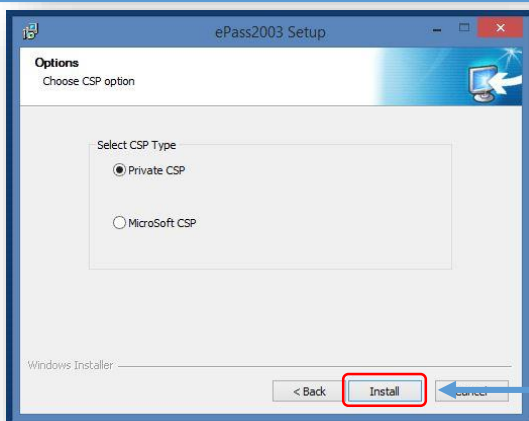 ePass2003 Setup
Options
Choose CSP option
Select CSP Type
Private CSP
MicroSoft CSP
Windows Installer
< Back
Install